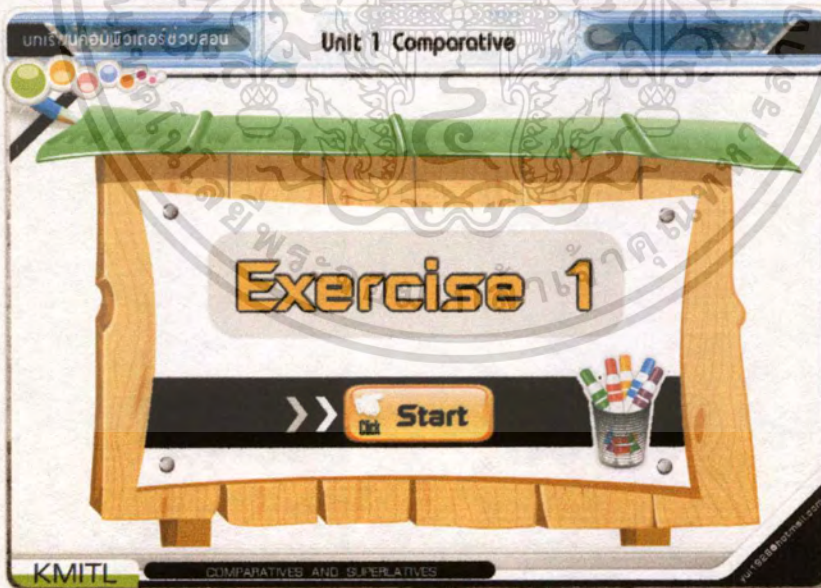 บทเรียนคอมพิวเตอร์ช่วยสอน
Unit 1 Comparative
Exercise 1
Click Start
KMITL
COMPARATIVES AND SUPERLATIVES